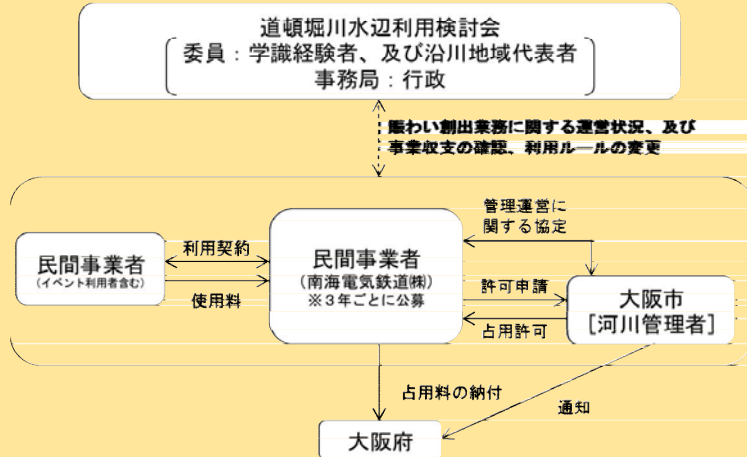 道頓堀川水辺利用検討会
委員：学識経験者、及び沿川地域代表者
事務局：行政
賑わい創出業務に関する運営状況、及び
事業収支の確認、利用ルールの変更
管理運営に
関する協定
民間事業者
(イベント利用者含む)
利用契約
使用料
民間事業者
(南海電気鉄道㈱)
※３年ごとに公募
許可申請
占用許可
大阪市
[河川管理者]
占用料の納付
通知
大阪府